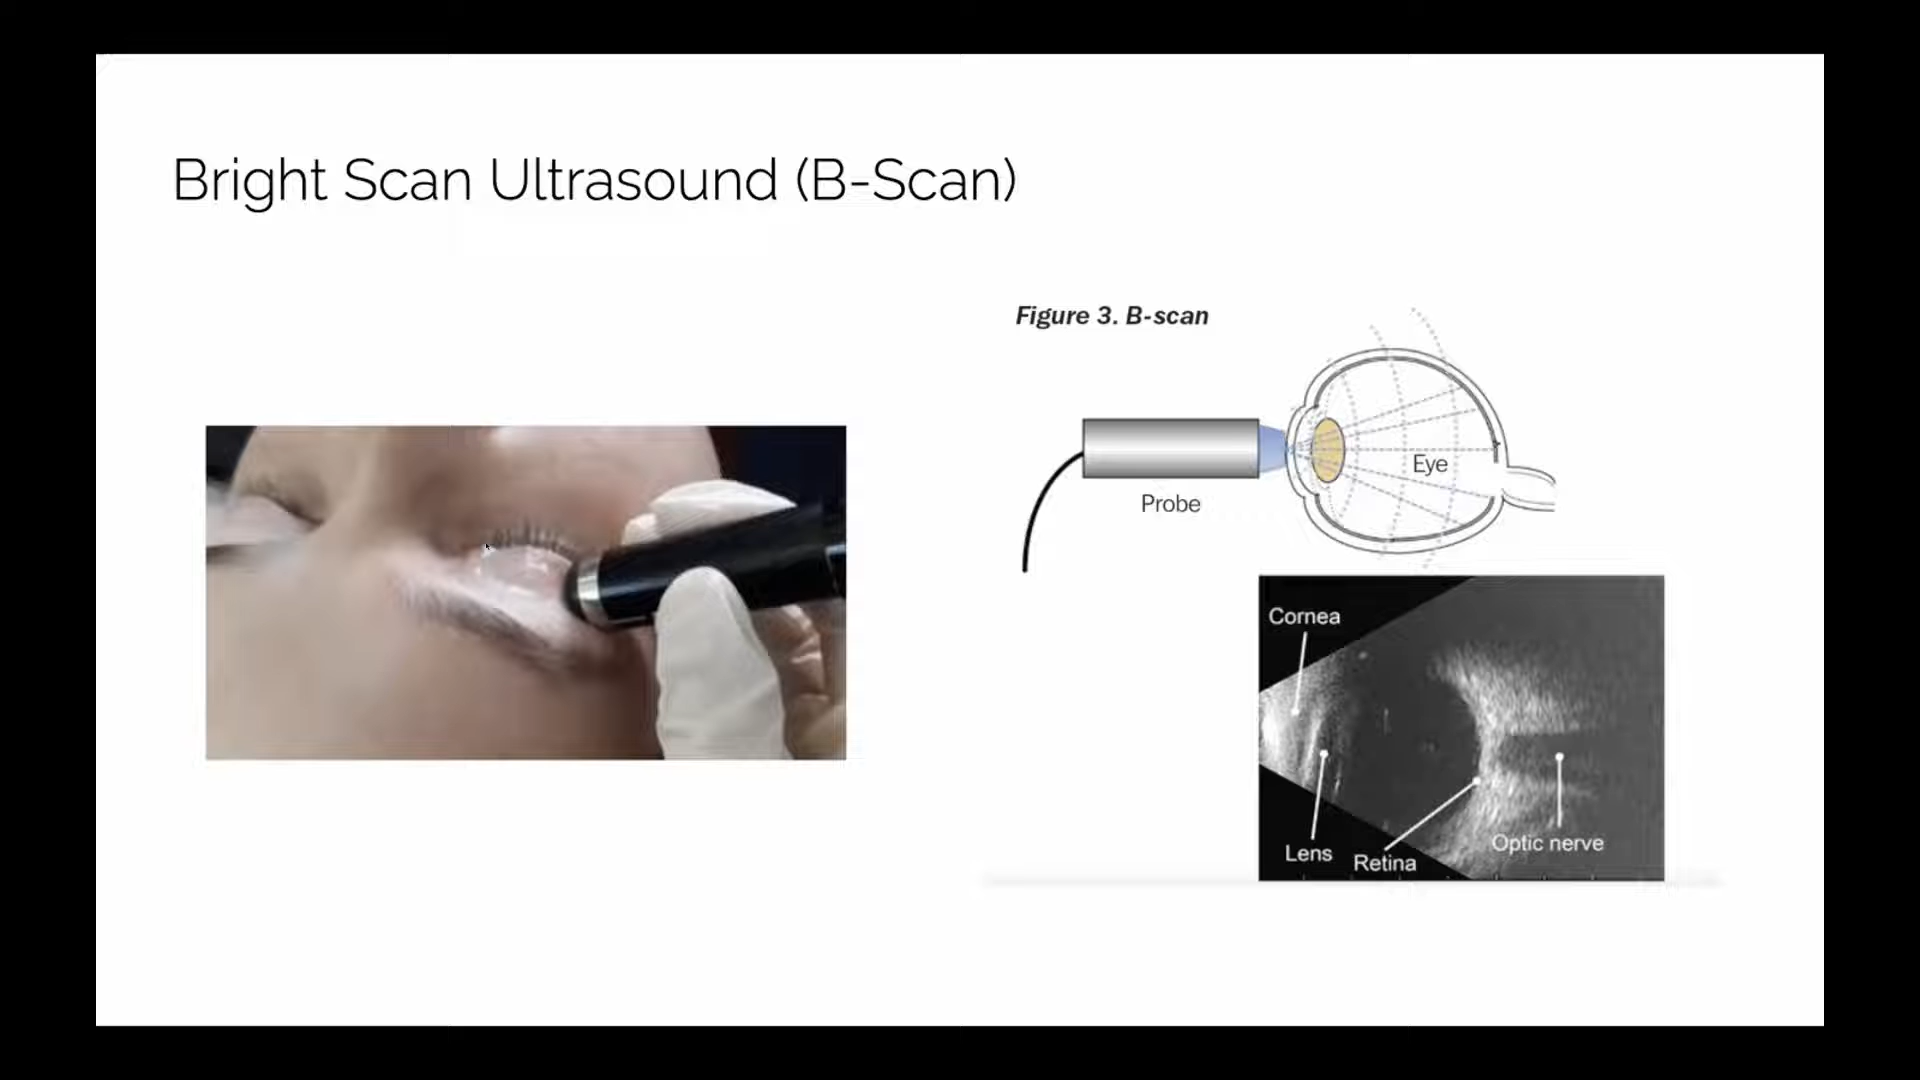 Bright Scan Ultrasound (B-Scan)
Figure 3. B-scan
Eye
Probe
Cornea
Lens
Retina
Optic nerve